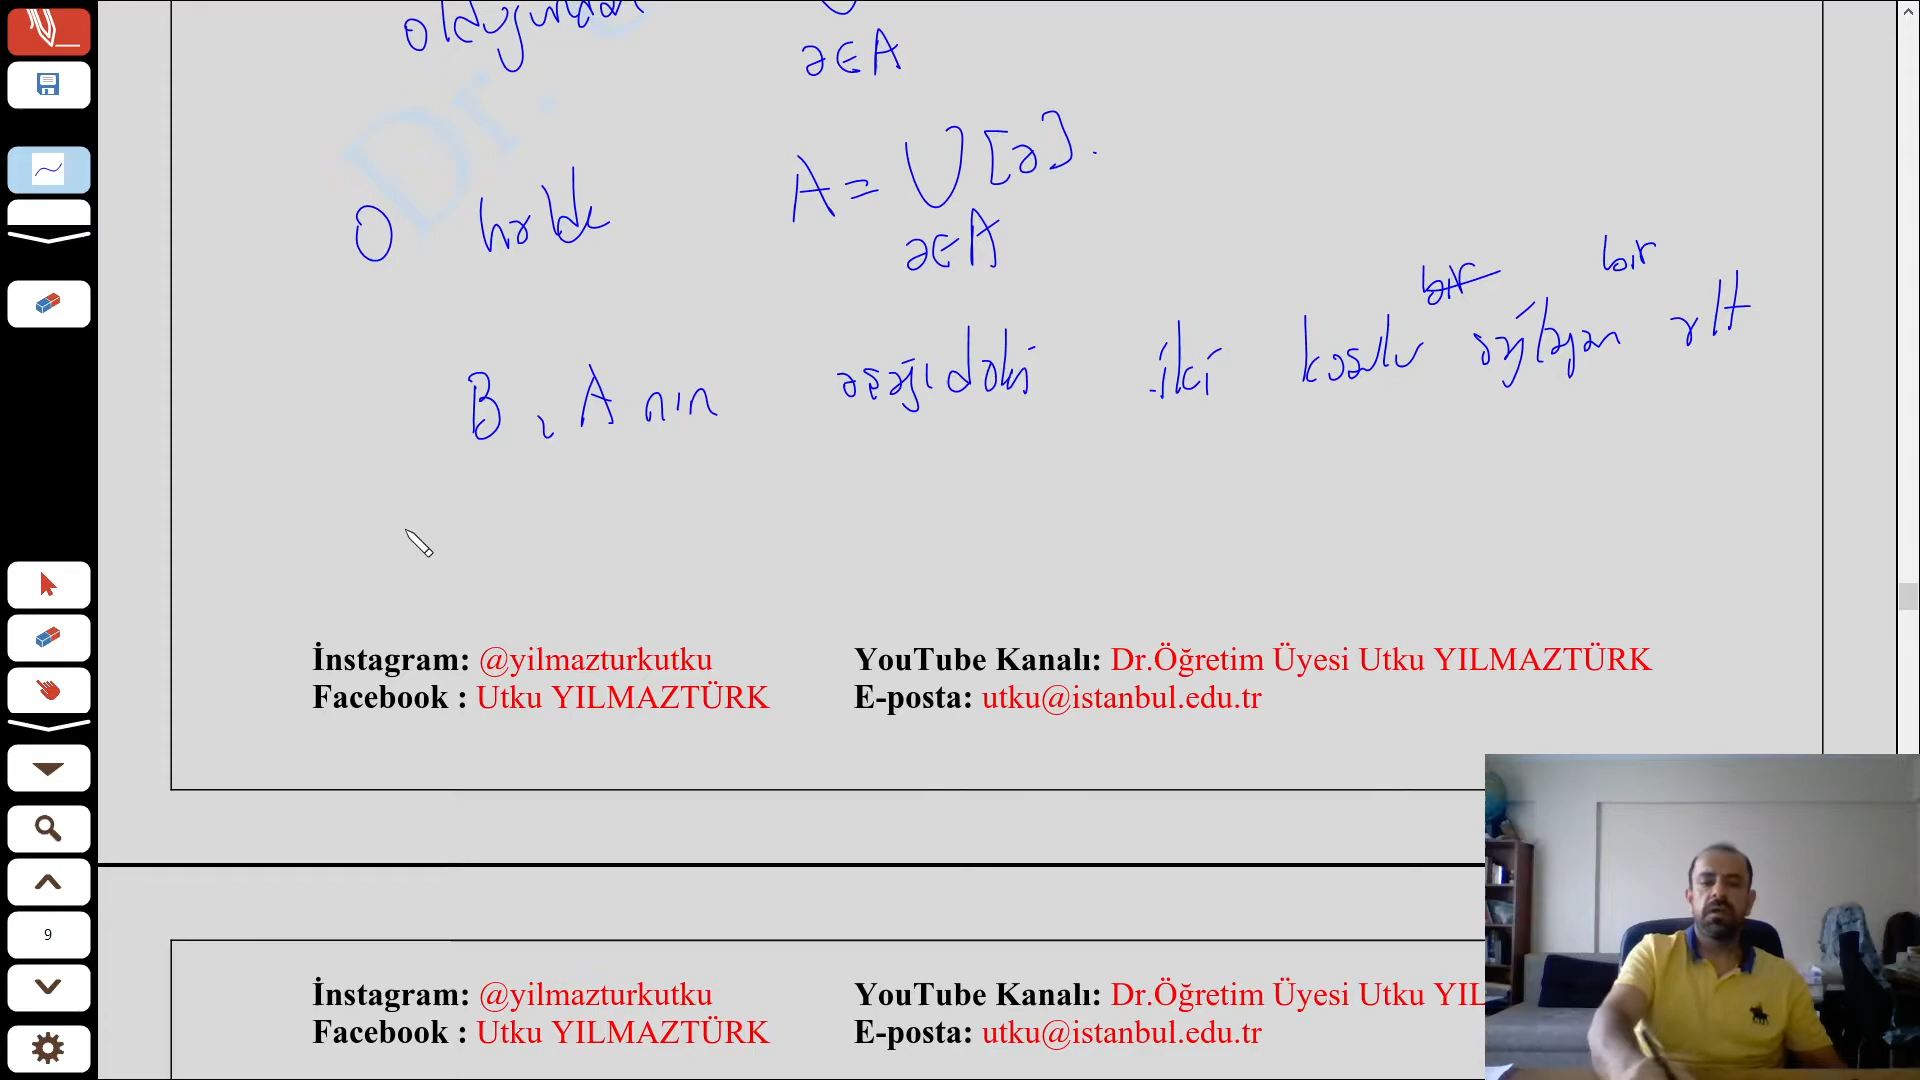 olduğundan ∪
a∈A
Dr.
O halde A = ∪ [a].
a∈A
bir bir
B, A nın aşağıdaki iki koşulu sağlayan alt
İnstagram: @yilmazturkutku YouTube Kanalı: Dr.Öğretim Üyesi Utku YILMAZTÜRK
Facebook : Utku YILMAZTÜRK E-posta: utku@istanbul.edu.tr
9
İnstagram: @yilmazturkutku YouTube Kanalı: Dr.Öğretim Üyesi Utku YIL
Facebook : Utku YILMAZTÜRK E-posta: utku@istanbul.edu.tr